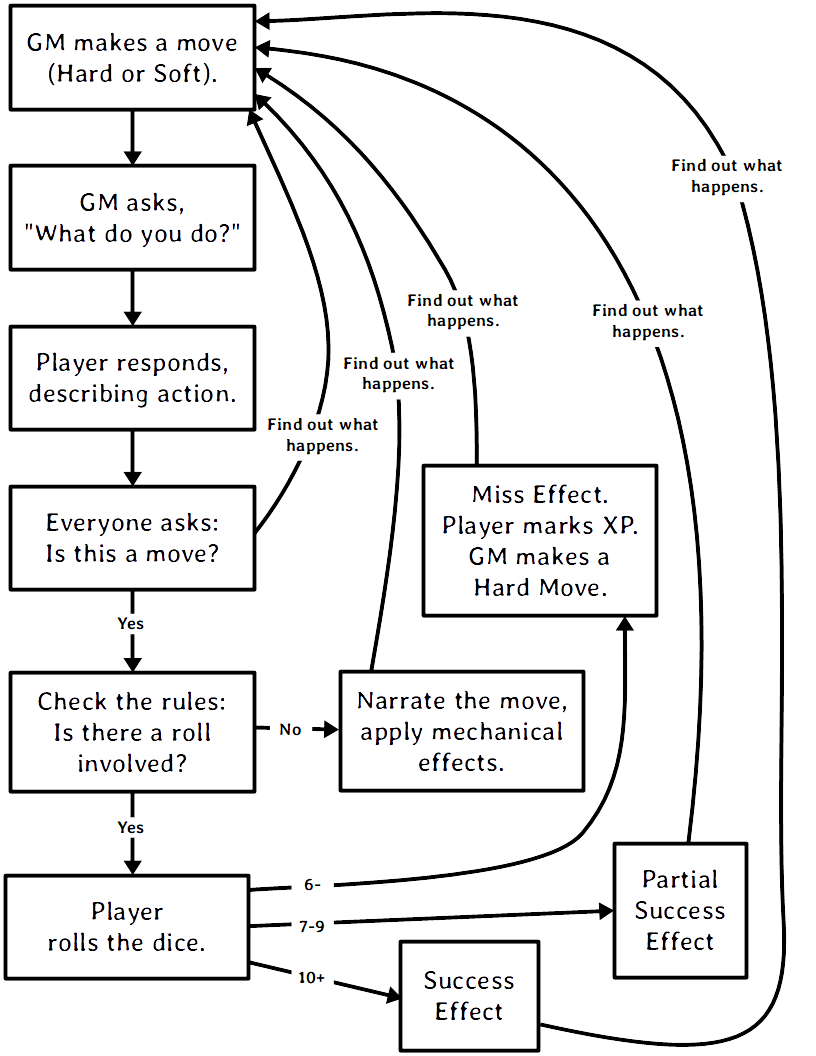 GM makes a move
(Hard or Soft).
GM asks,
"What do you do?"
Player responds,
describing action.
Everyone asks:
Is this a move?
Find out what
happens.
Yes
Check the rules:
Is there a roll
involved?
No
Narrate the move,
apply mechanical
effects.
Find out what
happens.
Yes
Player
rolls the dice.
6-
Miss Effect.
Player marks XP.
GM makes a
Hard Move.
Find out what
happens.
7-9
Partial
Success
Effect
Find out what
happens.
10+
Success
Effect
Find out what
happens.